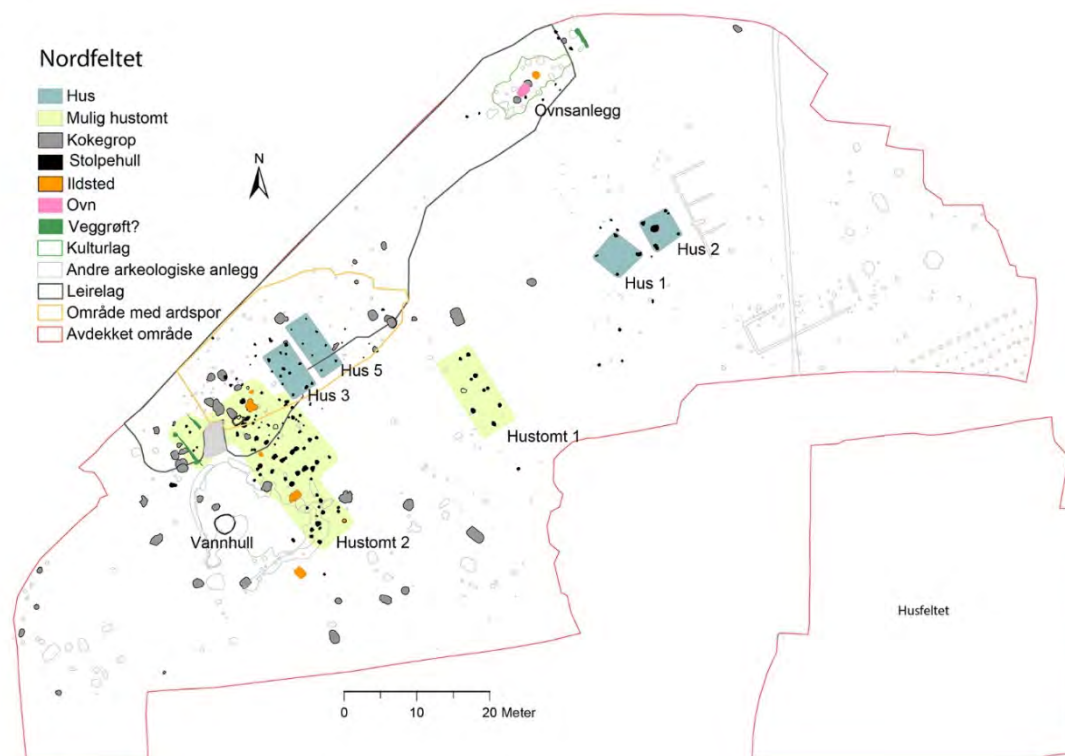 Nordfeltet
Hus
Mulig hustomt
Kokegrop
Stolpehull
Ildsted
Ovn
Veggrøft?
Kulturlag
Andre arkeologiske anlegg
Leirelag
Område med ardspor
Avdekket område
N
Ovnsanlegg
Hus 2
Hus 1
Hus 5
Hus 3
Hustomt 1
Vannhull
Hustomt 2
Husfeltet
0 10 20 Meter